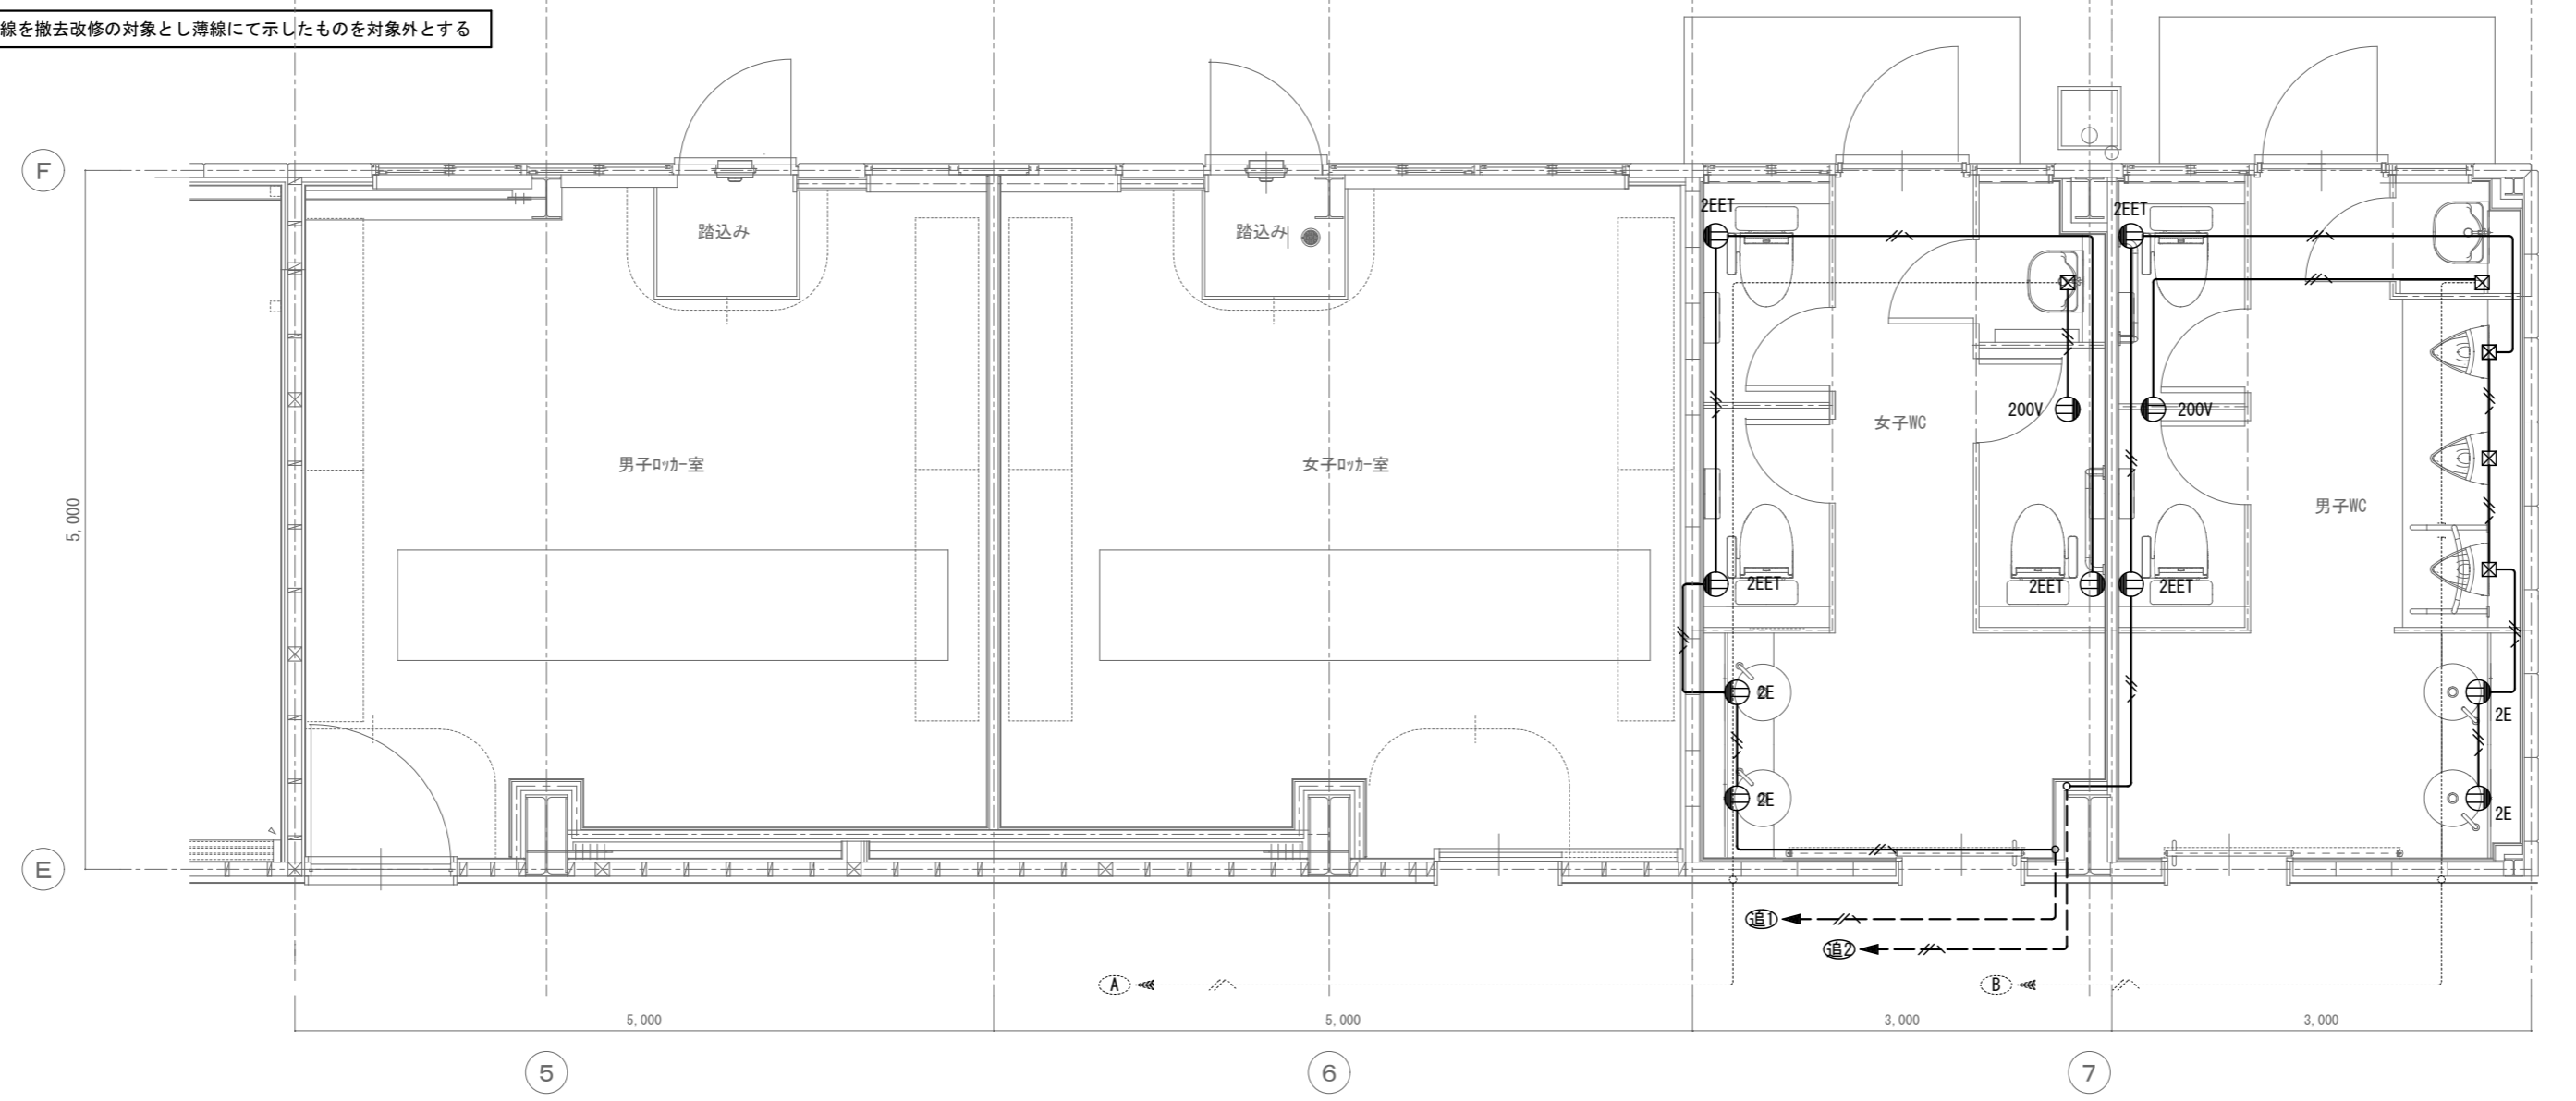 線を撤去改修の対象とし薄線にて示したものを対象外とする
F
踏込み
踏込み
2EET
2EET
200V
200V
女子WC
男子ﾛｯｶｰ室
女子ﾛｯｶｰ室
男子WC
5,000
2EET
2EET
2EET
2E
2E
2E
2E
E
追1
追2
A
B
5,000
5,000
3,000
3,000
5
6
7